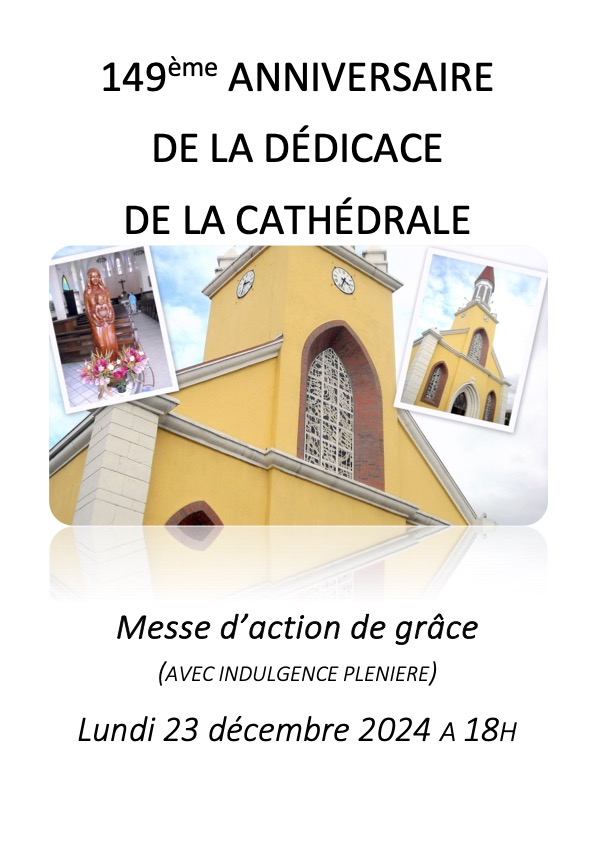 149ème ANNIVERSAIRE
DE LA DÉDICACE
DE LA CATHÉDRALE
Messe d’action de grâce
(AVEC INDULGENCE PLENIERE)
Lundi 23 décembre 2024 A 18H